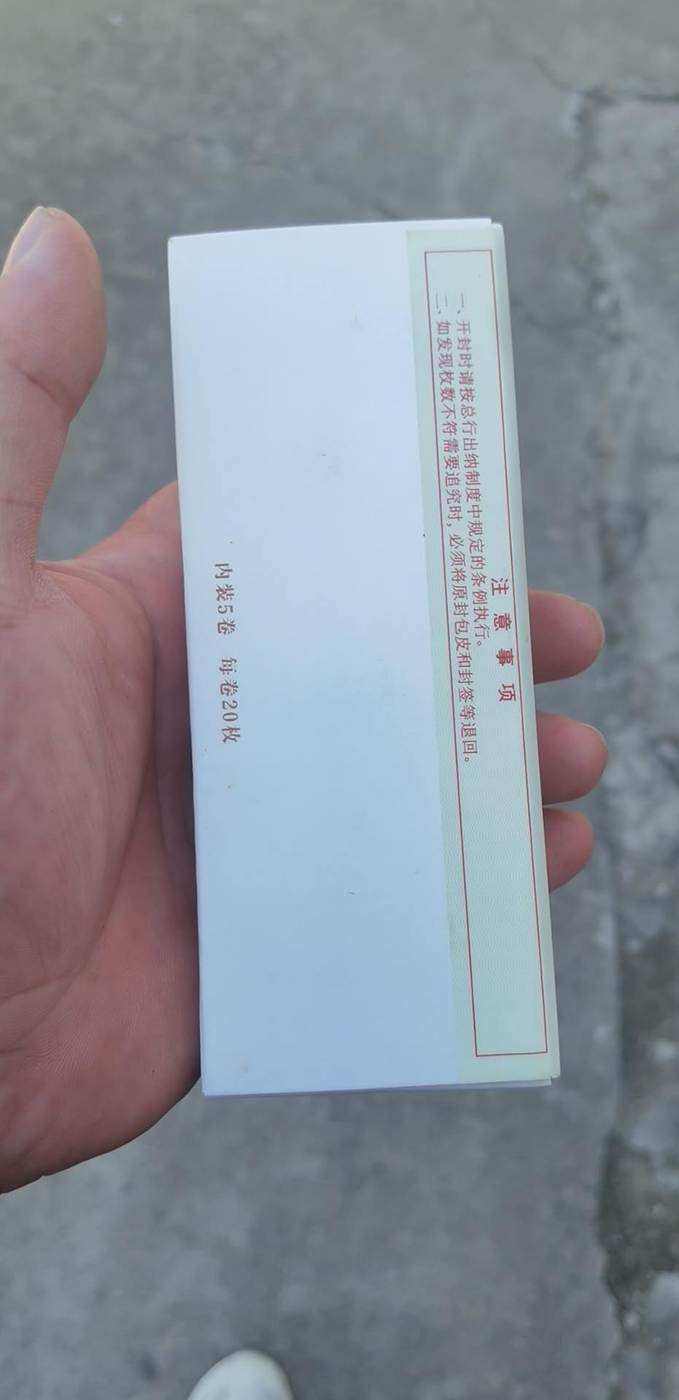 注意事项
一、开封时请按总行出纳制度中规定的条例执行。
二、如发现枚数不符需要追究时，必须将原封包皮和封签等退回。
内装5卷 每卷20枚